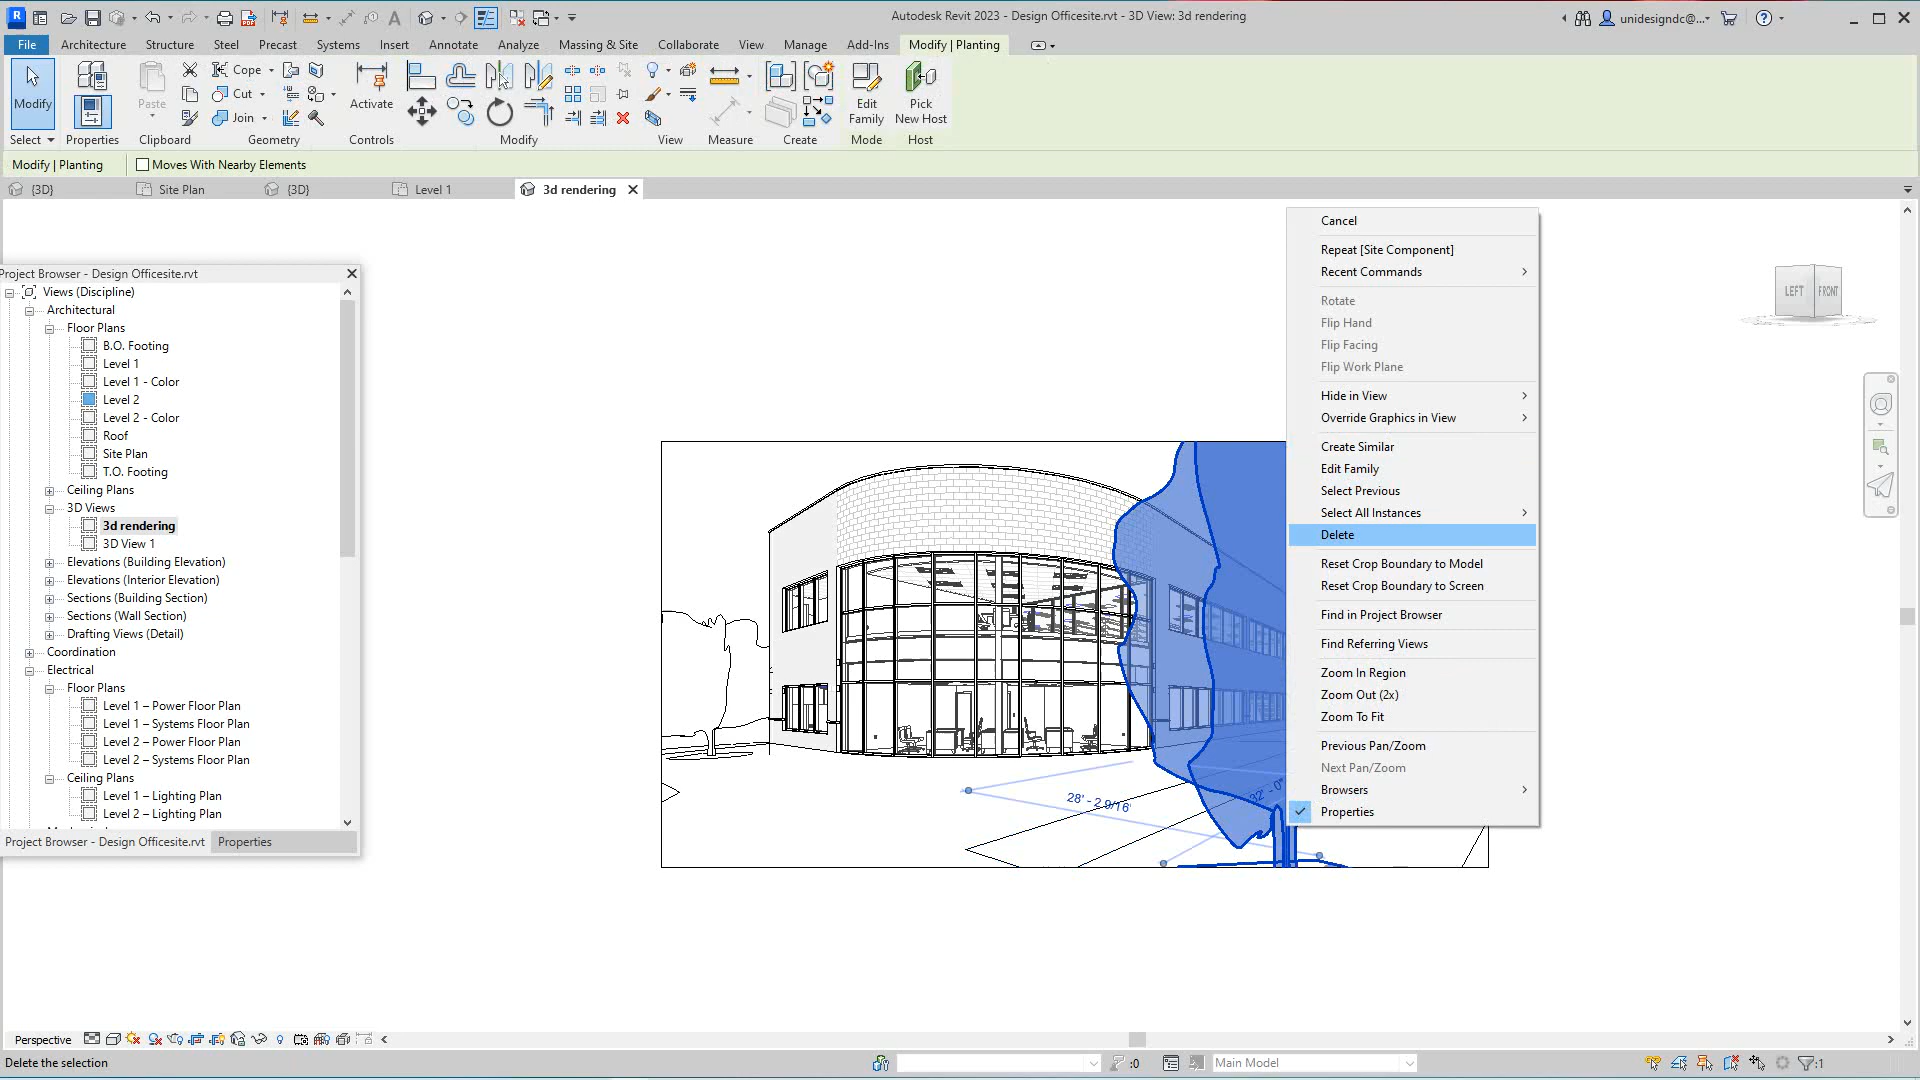 Autodesk Revit 2023 - Design Officesite.rvt - 3D View: 3d rendering
unidesigndc@...
File Architecture Structure Steel Precast Systems Insert Annotate Analyze Massing & Site Collaborate View Manage Add-Ins Modify | Planting
Modify
Paste
Cope
Cut
Join
Activate
Edit Family
Pick New Host
Select Properties Clipboard Geometry Controls Modify View Measure Create Mode Host
Modify | Planting Moves With Nearby Elements
{3D} Site Plan {3D} Level 1 3d rendering
Project Browser - Design Officesite.rvt
Views (Discipline)
Architectural
Floor Plans
B.O. Footing
Level 1
Level 1 - Color
Level 2
Level 2 - Color
Roof
Site Plan
T.O. Footing
Ceiling Plans
3D Views
3d rendering
3D View 1
Elevations (Building Elevation)
Elevations (Interior Elevation)
Sections (Building Section)
Sections (Wall Section)
Drafting Views (Detail)
Coordination
Electrical
Floor Plans
Level 1 – Power Floor Plan
Level 1 – Systems Floor Plan
Level 2 – Power Floor Plan
Level 2 – Systems Floor Plan
Ceiling Plans
Level 1 – Lighting Plan
Level 2 – Lighting Plan
Project Browser - Design Officesite.rvt Properties
Cancel
Repeat [Site Component]
Recent Commands
Rotate
Flip Hand
Flip Facing
Flip Work Plane
Hide in View
Override Graphics in View
Create Similar
Edit Family
Select Previous
Select All Instances
Delete
Reset Crop Boundary to Model
Reset Crop Boundary to Screen
Find in Project Browser
Find Referring Views
Zoom In Region
Zoom Out (2x)
Zoom To Fit
Previous Pan/Zoom
Next Pan/Zoom
Browsers
Properties
LEFT FRONT
28' - 2 9/16"
32' - 0"
Perspective
Delete the selection
:0
Main Model
:1